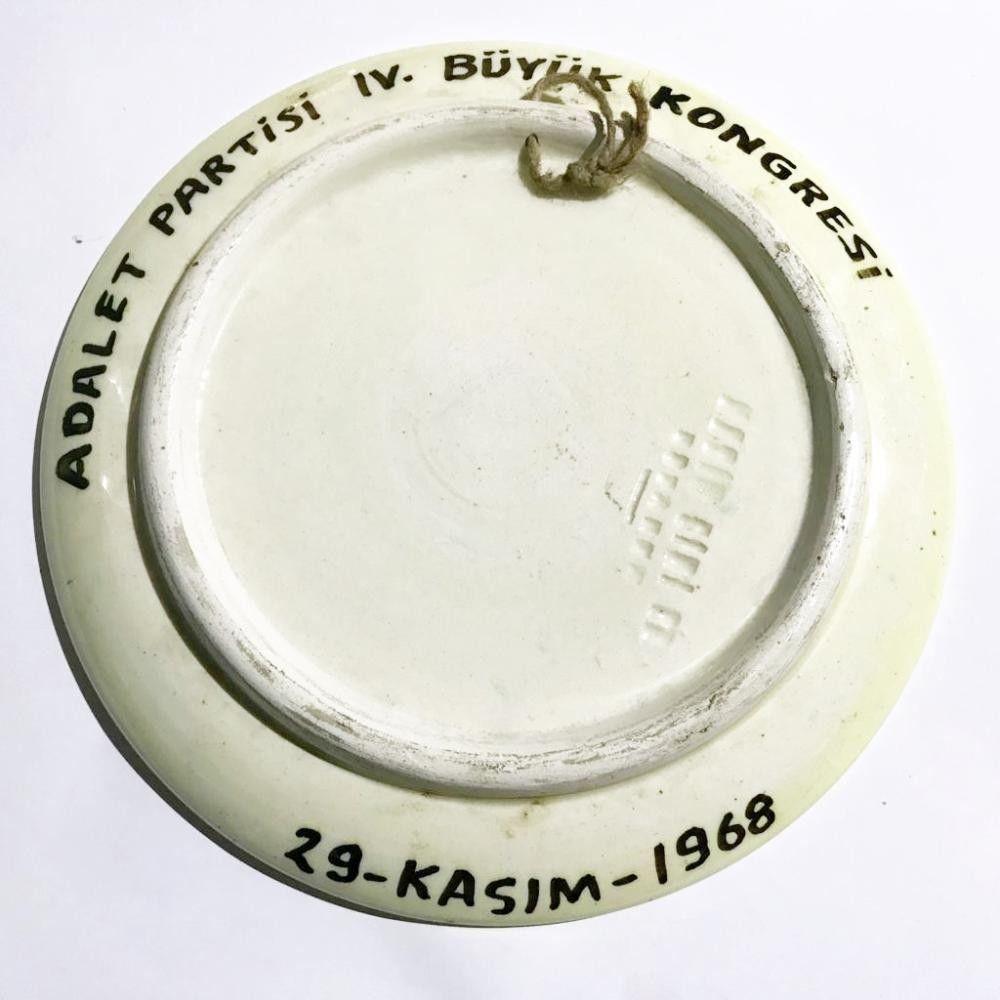 ADALET PARTİSİ IV. BÜYÜK KONGRESİ
29-KASIM-1968